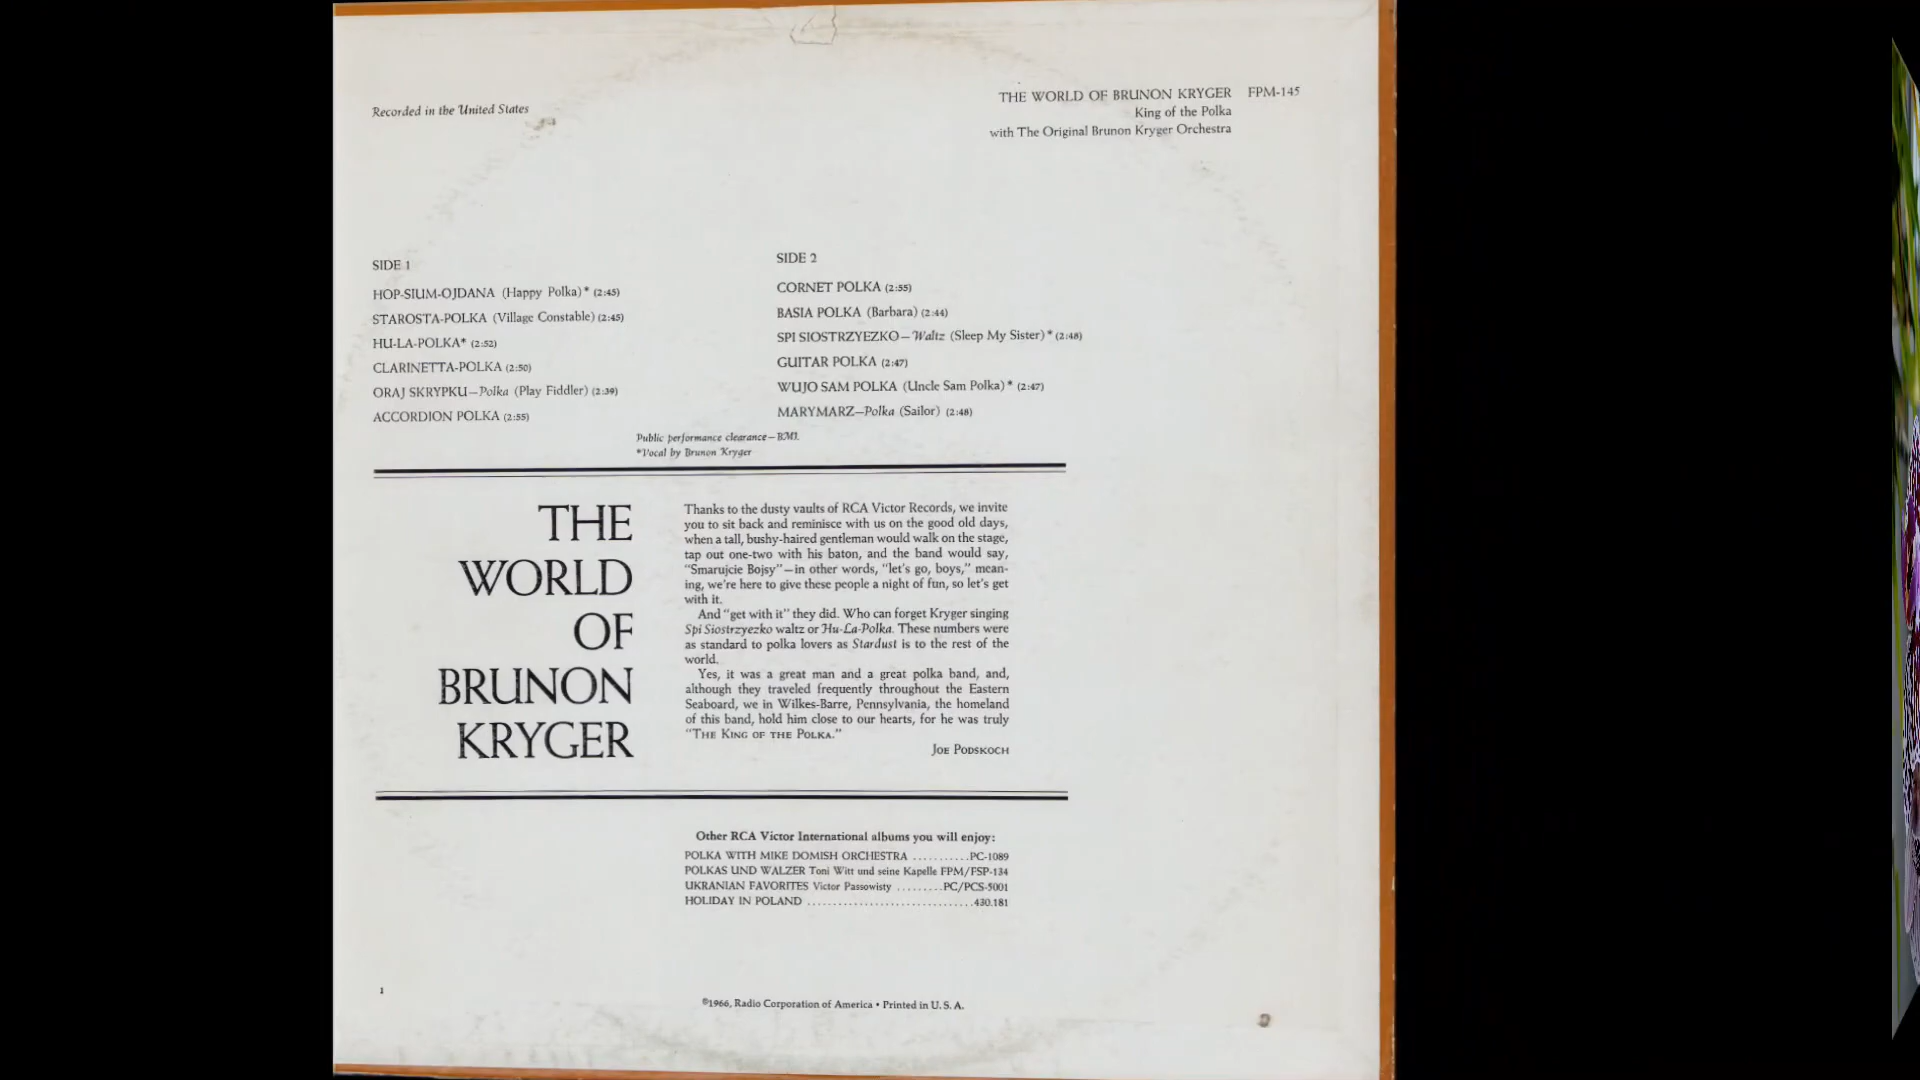 Recorded in the United States
THE WORLD OF BRUNON KRYGER FPM-145
King of the Polka
with The Original Brunon Kryger Orchestra
SIDE 1
HOP-SIUM-OJDANA (Happy Polka)* (2:45)
STAROSTA-POLKA (Village Constable) (2:45)
HU-LA-POLKA* (2:52)
CLARINETTA-POLKA (2:50)
ORAJ SKRYPKU—Polka (Play Fiddler) (2:39)
ACCORDION POLKA (2:55)
SIDE 2
CORNET POLKA (2:55)
BASIA POLKA (Barbara) (2:44)
SPI SIOSTRZYEZKO—Waltz (Sleep My Sister)* (2:48)
GUITAR POLKA (2:47)
WUJO SAM POLKA (Uncle Sam Polka)* (2:47)
MARYMARZ—Polka (Sailor) (2:48)
Public performance clearance—BMI.
*Vocal by Brunon Kryger
THE
WORLD
OF
BRUNON
KRYGER
Thanks to the dusty vaults of RCA Victor Records, we invite
you to sit back and reminisce with us on the good old days,
when a tall, bushy-haired gentleman would walk on the stage,
tap out one-two with his baton, and the band would say,
"Smarujcie Bojsy"—in other words, "let's go, boys," mean-
ing, we're here to give these people a night of fun, so let's get
with it.
And "get with it" they did. Who can forget Kryger singing
Spi Siostrzyezko waltz or Hu-La-Polka. These numbers were
as standard to polka lovers as Stardust is to the rest of the
world.
Yes, it was a great man and a great polka band, and,
although they traveled frequently throughout the Eastern
Seaboard, we in Wilkes-Barre, Pennsylvania, the homeland
of this band, hold him close to our hearts, for he was truly
"THE KING OF THE POLKA."
JOE PODSKOCH
Other RCA Victor International albums you will enjoy:
POLKA WITH MIKE DOMISH ORCHESTRA ...........PC-1089
POLKAS UND WALZER Toni Witt und seine Kapelle FPM/FSP-134
UKRANIAN FAVORITES Victor Passowisty .........PC/PCS-5001
HOLIDAY IN POLAND ................................430.181
1
©1966, Radio Corporation of America • Printed in U. S. A.